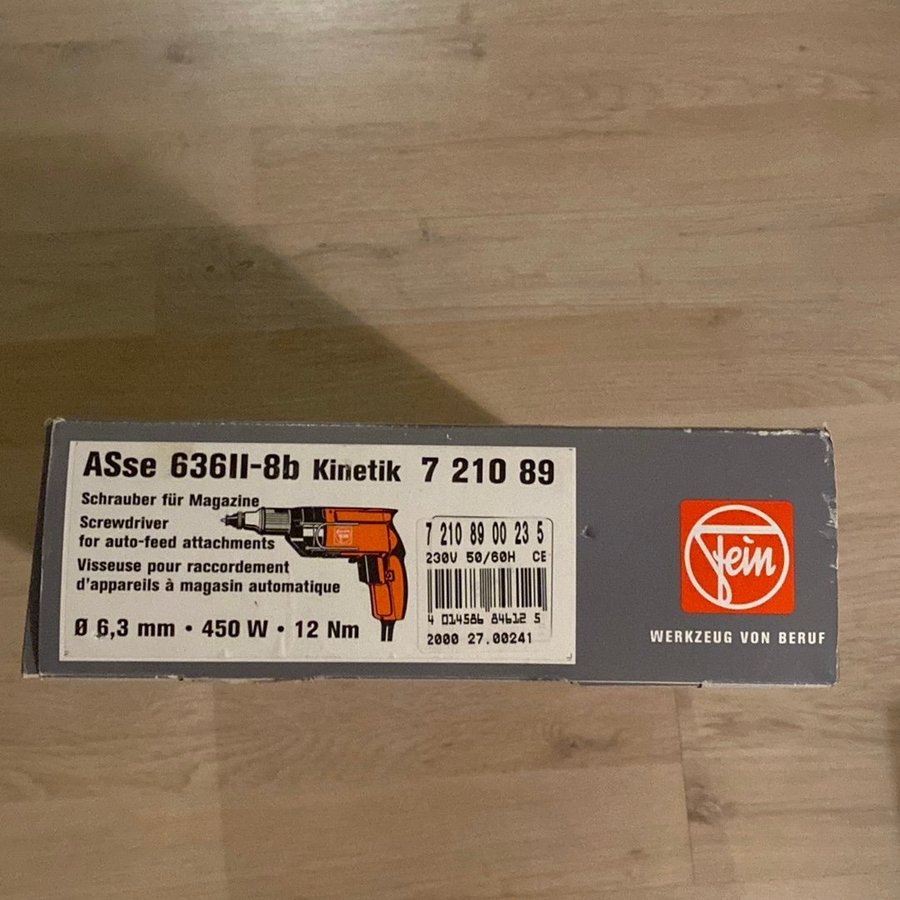 ASse 636II-8b Kinetik 7 210 89
Schrauber für Magazine
Screwdriver
for auto-feed attachments
Visseuse pour raccordement
d'appareils à magasin automatique
Ø 6,3 mm • 450 W • 12 Nm
7 210 89 00 23 5
230V 50/60H CE
4 014586 84612 5
2000 27.00241
Fein
WERKZEUG VON BERUF